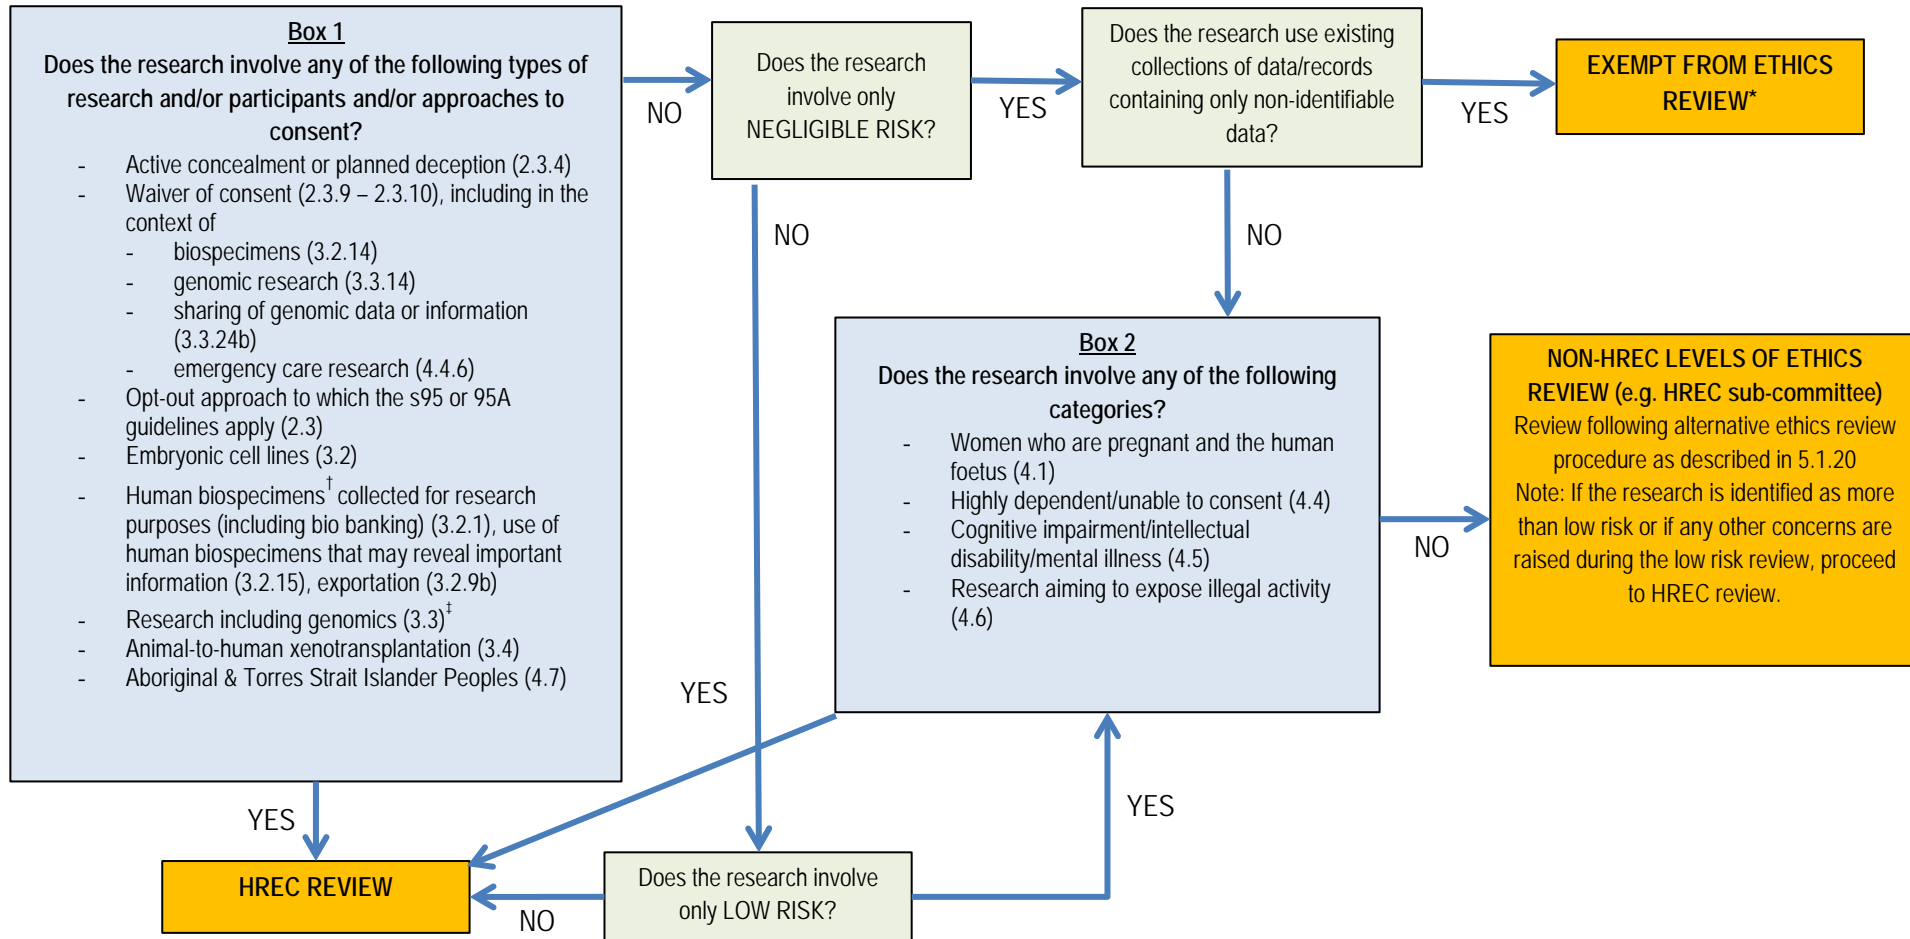 Box 1
Does the research involve any of the following types of
research and/or participants and/or approaches to
consent?
- Active concealment or planned deception (2.3.4)
- Waiver of consent (2.3.9 – 2.3.10), including in the
context of
- biospecimens (3.2.14)
- genomic research (3.3.14)
- sharing of genomic data or information
(3.3.24b)
- emergency care research (4.4.6)
- Opt-out approach to which the s95 or 95A
guidelines apply (2.3)
- Embryonic cell lines (3.2)
- Human biospecimens† collected for research
purposes (including bio banking) (3.2.1), use of
human biospecimens that may reveal important
information (3.2.15), exportation (3.2.9b)
- Research including genomics (3.3)‡
- Animal-to-human xenotransplantation (3.4)
- Aboriginal & Torres Strait Islander Peoples (4.7)
NO
Does the research
involve only
NEGLIGIBLE RISK?
YES
Does the research use existing
collections of data/records
containing only non-identifiable
data?
YES
EXEMPT FROM ETHICS
REVIEW*
NO
NO
Box 2
Does the research involve any of the following
categories?
- Women who are pregnant and the human
foetus (4.1)
- Highly dependent/unable to consent (4.4)
- Cognitive impairment/intellectual
disability/mental illness (4.5)
- Research aiming to expose illegal activity
(4.6)
NO
NON-HREC LEVELS OF ETHICS
REVIEW (e.g. HREC sub-committee)
Review following alternative ethics review
procedure as described in 5.1.20
Note: If the research is identified as more
than low risk or if any other concerns are
raised during the low risk review, proceed
to HREC review.
YES
YES
YES
HREC REVIEW
NO
Does the research involve
only LOW RISK?